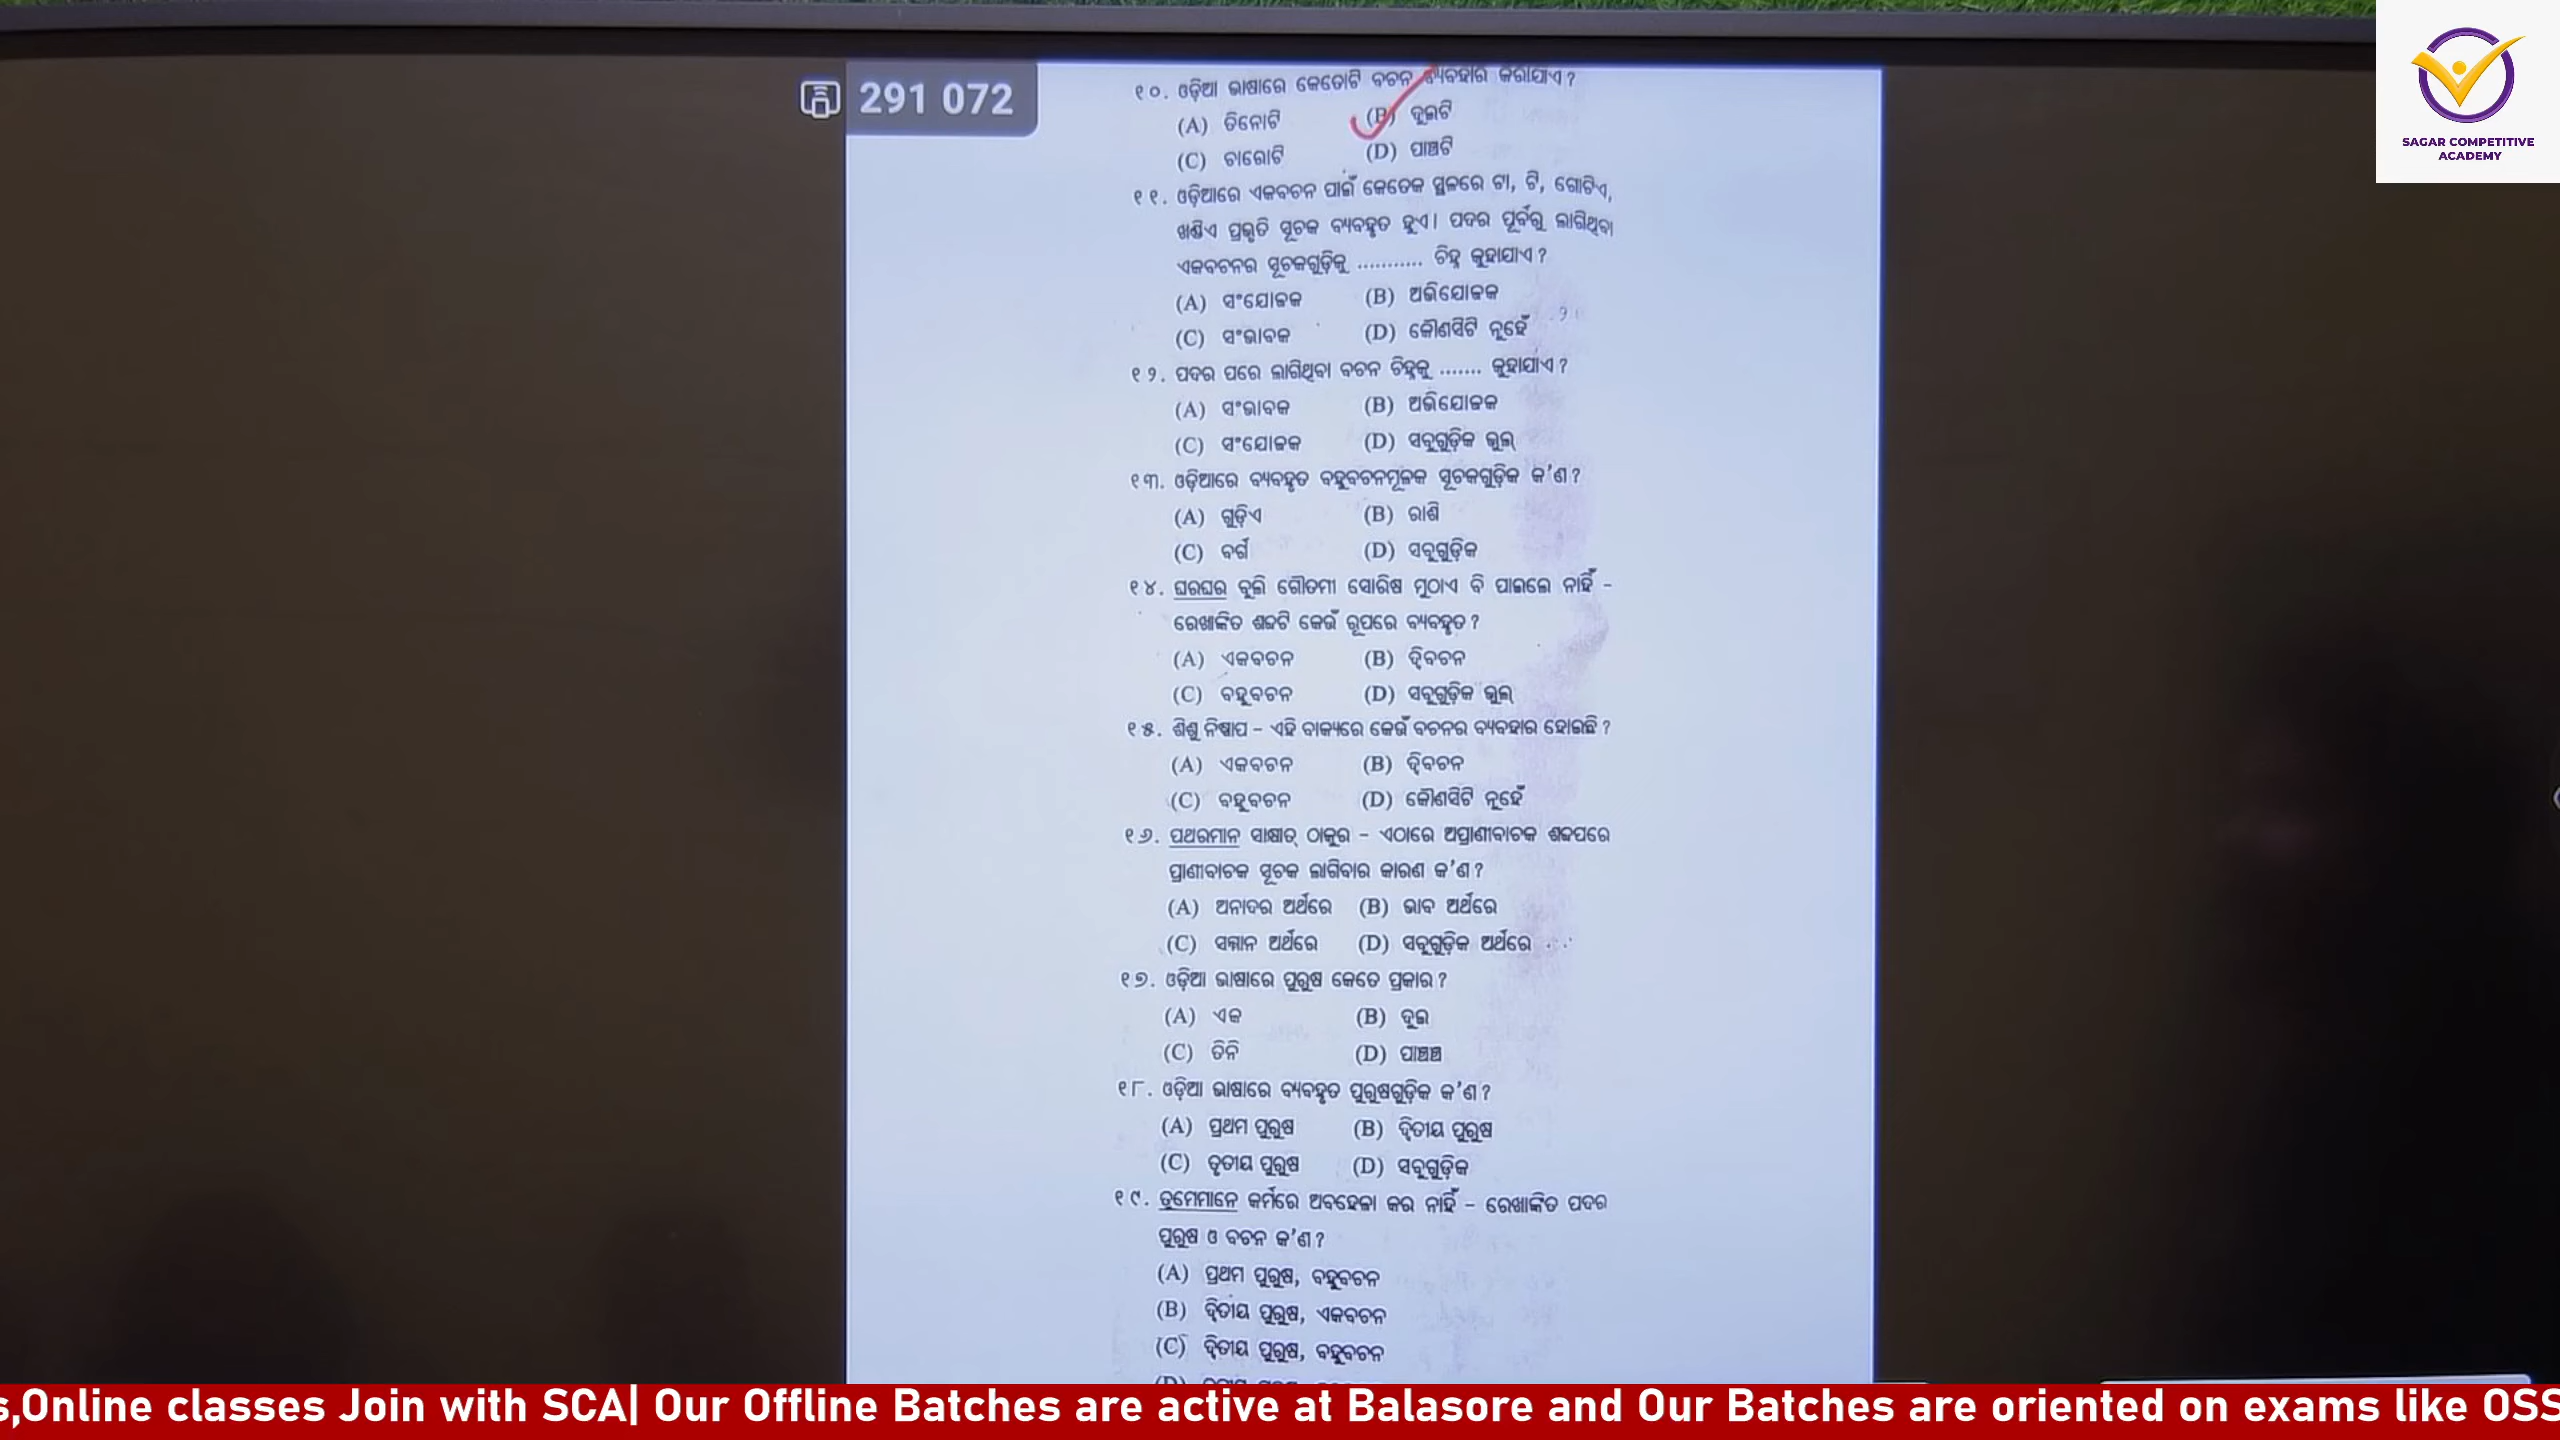 SAGAR COMPETITIVE
ACADEMY
291 072
୧୦. ଓଡ଼ିଆ ଭାଷାରେ କେତୋଟି ବଚନ ବ୍ୟବହାର କରାଯାଏ ?
(A) ତିନୋଟି (B) ଦୁଇଟି
(C) ଚାରୋଟି (D) ପାଞ୍ଚଟି
୧୧. ଓଡ଼ିଆରେ ଏକବଚନ ପାଇଁ କେତେକ ସ୍ଥଳରେ ଟା, ଟି, ଗୋଟିଏ,
ଖଣ୍ଡିଏ ପ୍ରଭୃତି ସୂଚକ ବ୍ୟବହୃତ ହୁଏ। ପଦର ପୂର୍ବରୁ ଲାଗିଥିବା
ଏକବଚନର ସୂଚକଗୁଡ଼ିକୁ ........... ଚିହ୍ନ କୁହାଯାଏ ?
(A) ସଂଯୋଜକ (B) ଅଭିଯୋଜକ
(C) ସଂଭାବକ (D) କୌଣସିଟି ନୁହେଁ
୧୨. ପଦର ପରେ ଲାଗିଥିବା ବଚନ ଚିହ୍ନକୁ ....... କୁହାଯାଏ ?
(A) ସଂଭାବକ (B) ଅଭିଯୋଜକ
(C) ସଂଯୋଜକ (D) ସବୁଗୁଡ଼ିକ ଭୁଲ୍
୧୩. ଓଡ଼ିଆରେ ବ୍ୟବହୃତ ବହୁବଚନମୂଳକ ସୂଚକଗୁଡ଼ିକ କ'ଣ ?
(A) ଗୁଡ଼ିଏ (B) ରାଶି
(C) ବର୍ଗ (D) ସବୁଗୁଡ଼ିକ
୧୪. ଘରଘର ବୁଲି ଗୌତମୀ ସୋରିଷ ମୁଠାଏ ବି ପାଇଲେ ନାହିଁ -
ରେଖାଙ୍କିତ ଶବ୍ଦଟି କେଉଁ ରୂପରେ ବ୍ୟବହୃତ ?
(A) ଏକବଚନ (B) ଦ୍ୱିବଚନ
(C) ବହୁବଚନ (D) ସବୁଗୁଡ଼ିକ ଭୁଲ୍
୧୫. ଶିଶୁ ନିଷ୍ପାପ - ଏହି ବାକ୍ୟରେ କେଉଁ ବଚନର ବ୍ୟବହାର ହୋଇଛି ?
(A) ଏକବଚନ (B) ଦ୍ୱିବଚନ
(C) ବହୁବଚନ (D) କୌଣସିଟି ନୁହେଁ
୧୬. ପଥରମାନ ସାକ୍ଷାତ୍ ଠାକୁର - ଏଠାରେ ଅପ୍ରାଣୀବାଚକ ଶବ୍ଦପରେ
ପ୍ରାଣୀବାଚକ ସୂଚକ ଲାଗିବାର କାରଣ କ'ଣ ?
(A) ଅନାଦର ଅର୍ଥରେ (B) ଭାବ ଅର୍ଥରେ
(C) ସମ୍ମାନ ଅର୍ଥରେ (D) ସବୁଗୁଡ଼ିକ ଅର୍ଥରେ
୧୭. ଓଡ଼ିଆ ଭାଷାରେ ପୁରୁଷ କେତେ ପ୍ରକାର ?
(A) ଏକ (B) ଦୁଇ
(C) ତିନି (D) ପାଞ୍ଚଞ୍ଚ
୧୮. ଓଡ଼ିଆ ଭାଷାରେ ବ୍ୟବହୃତ ପୁରୁଷଗୁଡ଼ିକ କ'ଣ ?
(A) ପ୍ରଥମ ପୁରୁଷ (B) ଦ୍ୱିତୀୟ ପୁରୁଷ
(C) ତୃତୀୟ ପୁରୁଷ (D) ସବୁଗୁଡ଼ିକ
୧୯. ତୁମେମାନେ କର୍ମରେ ଅବହେଳା କର ନାହିଁ - ରେଖାଙ୍କିତ ପଦର
ପୁରୁଷ ଓ ବଚନ କ'ଣ ?
(A) ପ୍ରଥମ ପୁରୁଷ, ବହୁବଚନ
(B) ଦ୍ୱିତୀୟ ପୁରୁଷ, ଏକବଚନ
(C) ଦ୍ୱିତୀୟ ପୁରୁଷ, ବହୁବଚନ
s,Online classes Join with SCA| Our Offline Batches are active at Balasore and Our Batches are oriented on exams like OSS